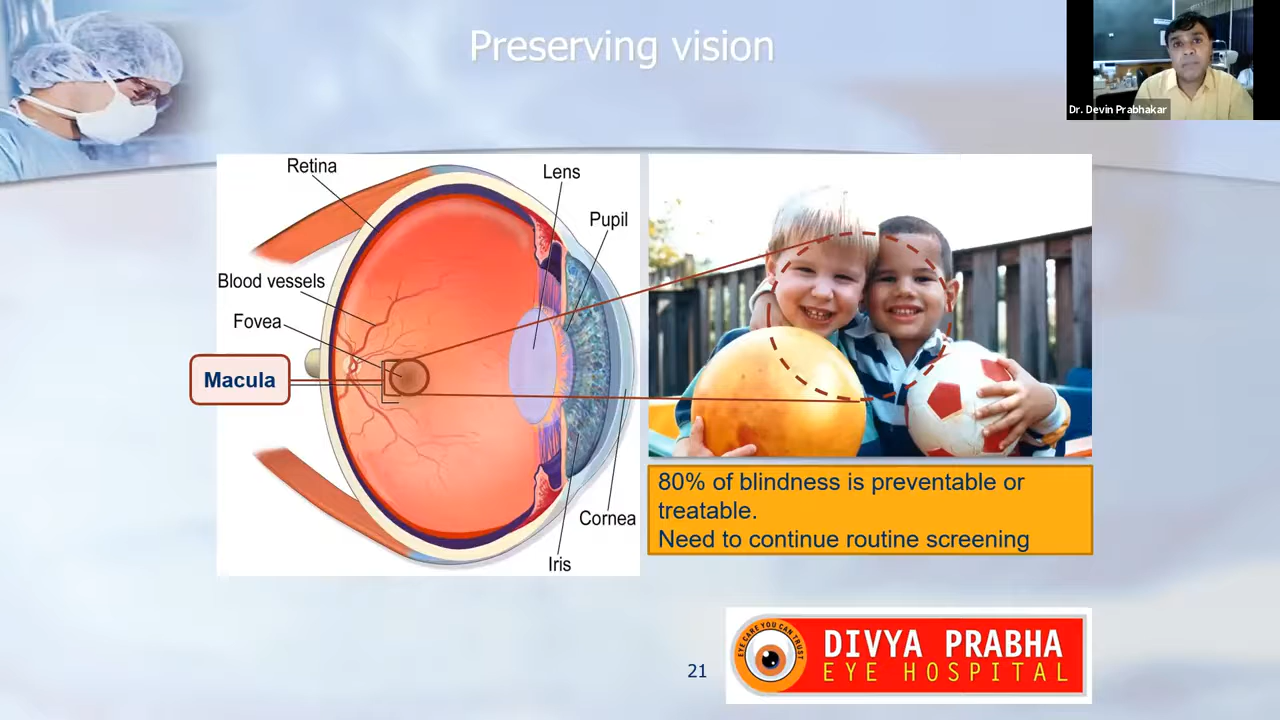 Preserving vision
Dr. Devin Prabhakar
Retina
Lens
Pupil
Blood vessels
Fovea
Macula
Cornea
Iris
80% of blindness is preventable or
treatable.
Need to continue routine screening
EYE CARE YOU CAN TRUST
DIVYA PRABHA
EYE HOSPITAL
21